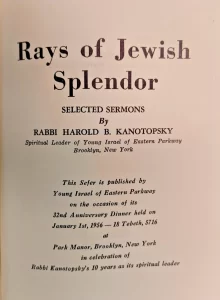 Rays of Jewish
Splendor
SELECTED SERMONS
By
RABBI HAROLD B. KANOTOPSKY
Spiritual Leader of Young Israel of Eastern Parkway
Brooklyn, New York
This Sefer is published by
Young Israel of Eastern Parkway
on the occasion of its
32nd Anniversary Dinner held on
January 1st, 1956 — 18 Tebeth, 5716
at
Park Manor, Brooklyn, New York
in celebration of
Rabbi Kanotopsky's 10 years as its spiritual leader